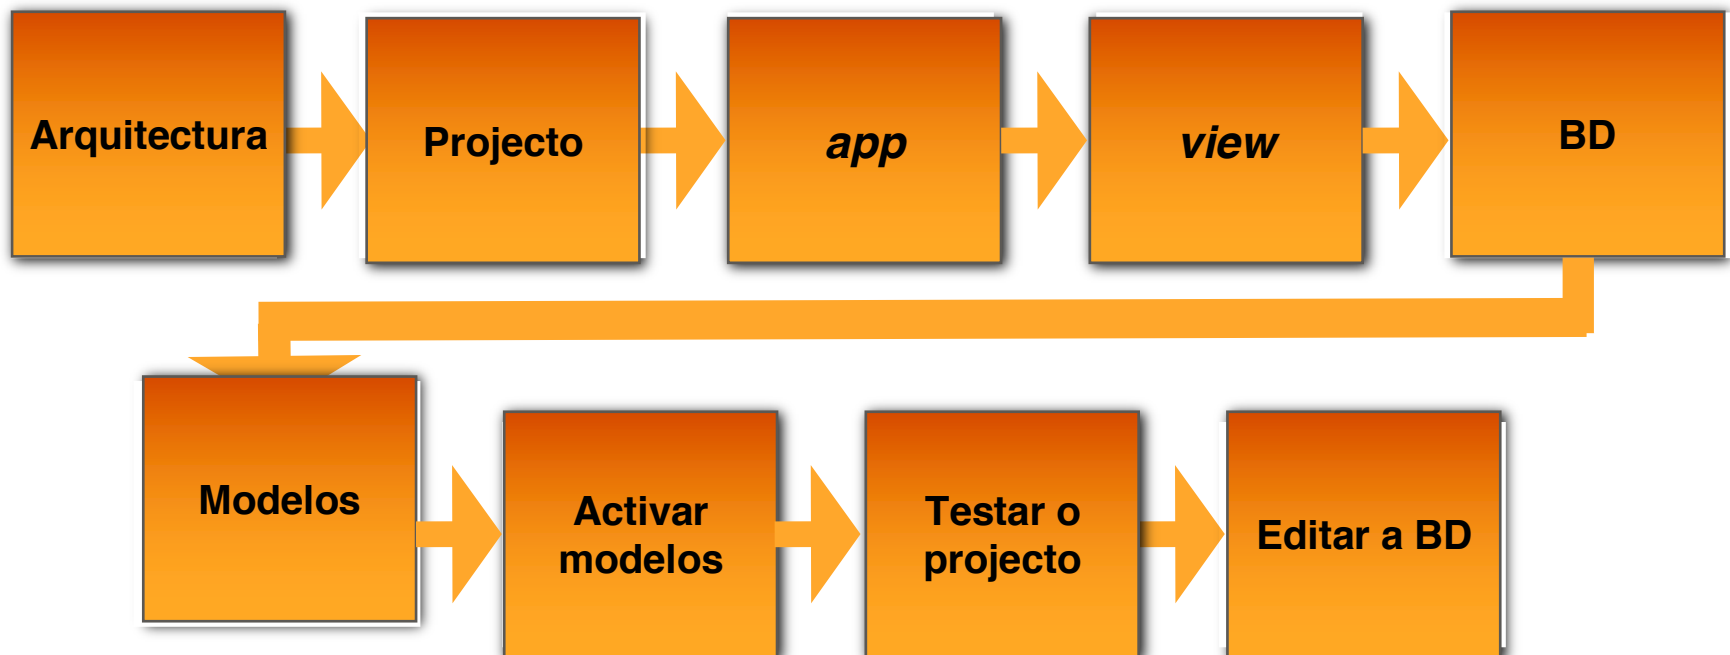 Arquitectura
Projecto
app
view
BD
Modelos
Activar
modelos
Testar o
projecto
Editar a BD